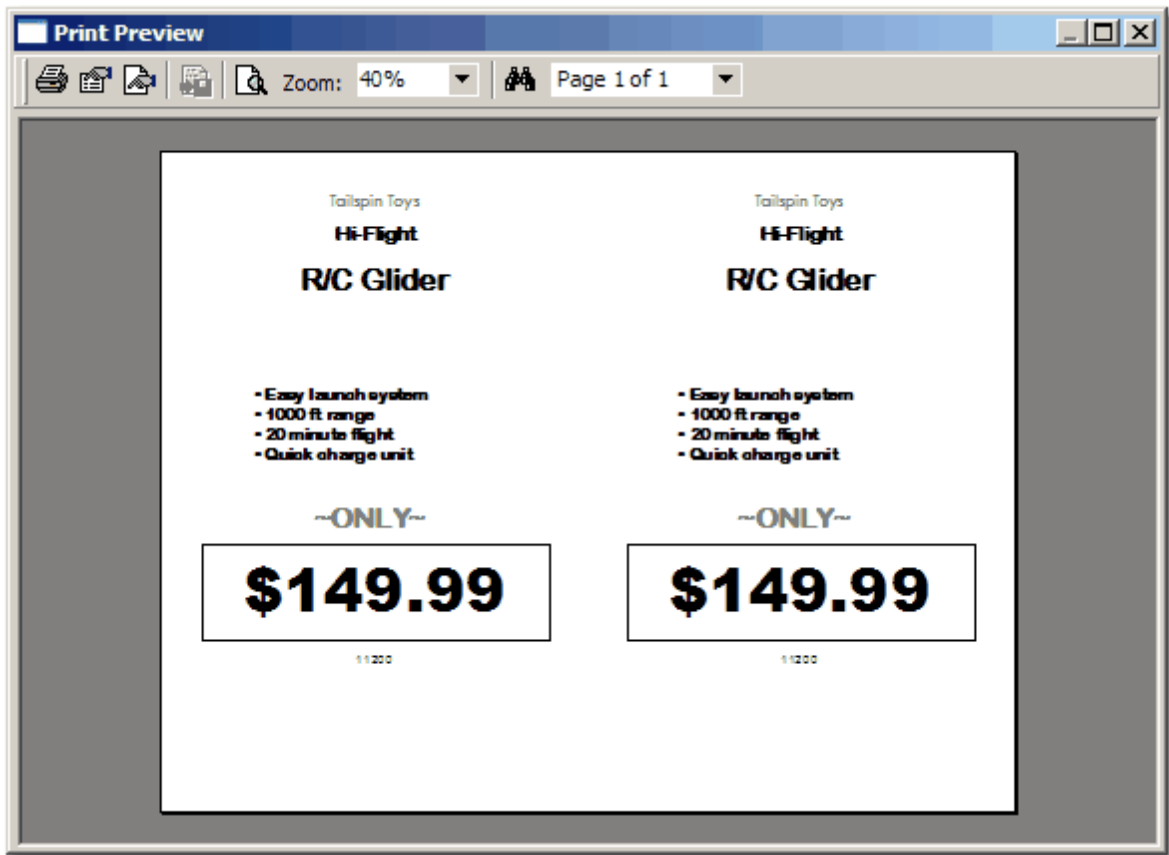 Print Preview
Zoom: 40% Page 1 of 1
Tailspin Toys
Hi-Flight
R/C Glider
- Easy launch system
- 1000 ft range
- 20 minute flight
- Quick charge unit
~ONLY~
$149.99
11200
Tailspin Toys
Hi-Flight
R/C Glider
- Easy launch system
- 1000 ft range
- 20 minute flight
- Quick charge unit
~ONLY~
$149.99
11200